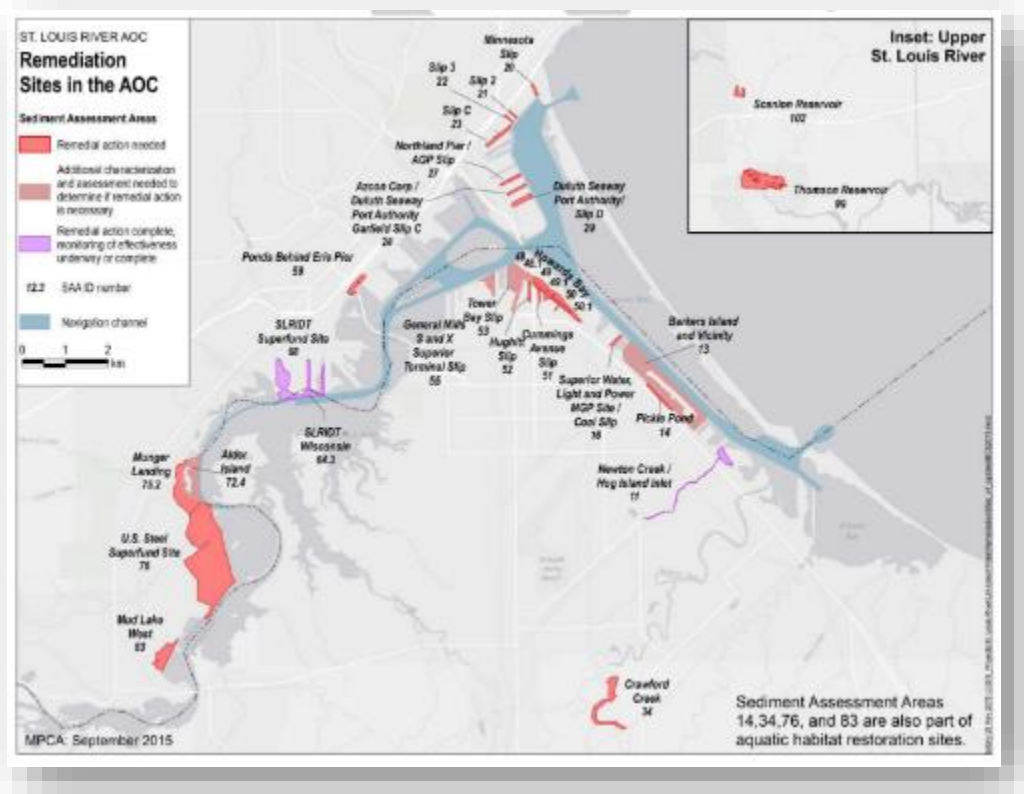 ST. LOUIS RIVER AOC
Remediation
Sites in the AOC
Sediment Assessment Areas
Remedial action needed
Additional characterization
and assessment needed to
determine if remedial action
is necessary
Remedial action complete,
monitoring of effectiveness
underway or complete
12.3 SAA ID number
Navigation channel
0 1 2
km
Inset: Upper
St. Louis River
Scanlon Reservoir
102
Thomson Reservoir
Minnesota
Slip
20
Slip 3
22
Slip 2
21
Slip C
23
Northland Pier /
AGP Slip
27
Azcon Corp /
Duluth Seaway
Port Authority
Garfield Slip C
Duluth Seaway
Port Authority/
Slip D
29
Ponds Behind Erie Pier
59
Howards Bay
49
50
50.1
SLRIDT
Superfund Site
Tower
Bay Slip
53
General Mills
S and X
Superior
Terminal Slip
55
Hughitt
Slip
52
Cummings
Avenue
Slip
51
Barkers Island
and Vicinity
13
Superior Water,
Light and Power
MGP Site /
Coal Slip
16
Pickle Pond
14
SLRIDT
Wisconsin
64.3
Munger
Landing
75.2
Alder
Island
72.4
Newton Creek /
Hog Island Inlet
11
U.S. Steel
Superfund Site
76
Mud Lake
West
83
Crawford
Creek
34
Sediment Assessment Areas
14,34,76, and 83 are also part of
aquatic habitat restoration sites.
MPCA: September 2015